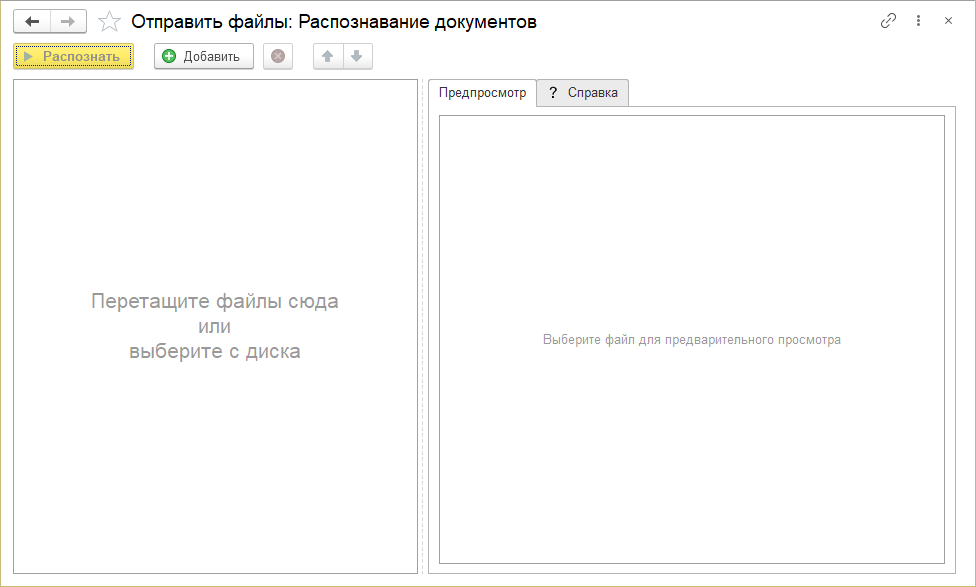 Отправить файлы: Распознавание документов
Распознать
Добавить
Предпросмотр
? Справка
Перетащите файлы сюда
или
выберите с диска
Выберите файл для предварительного просмотра